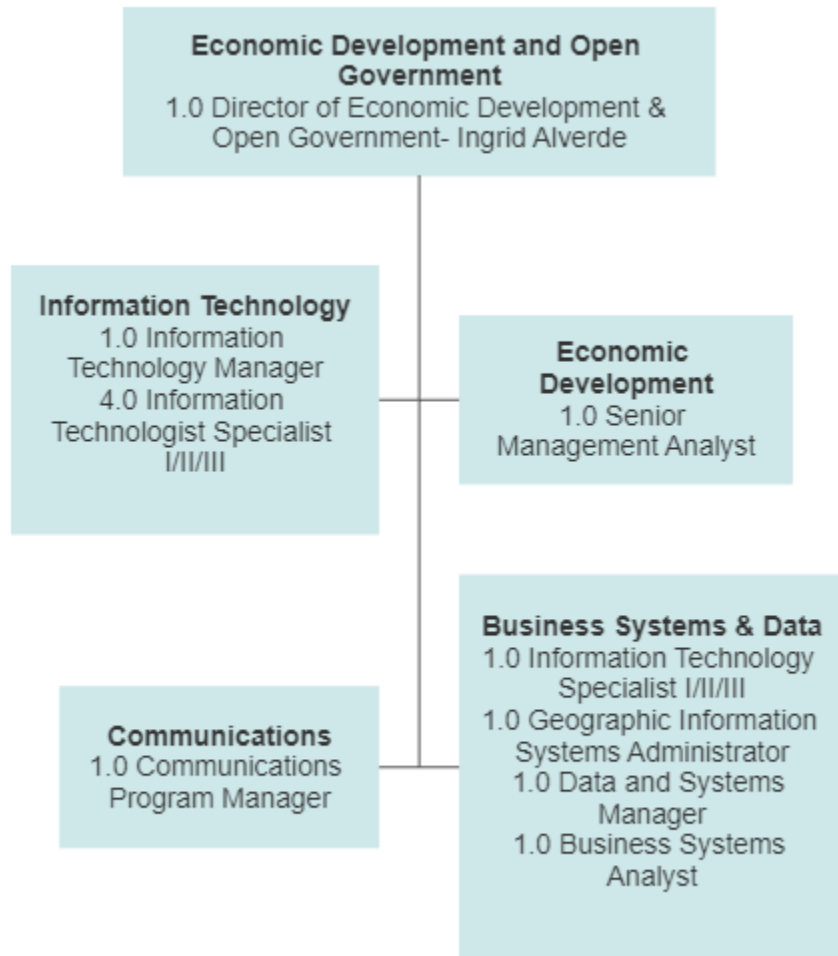 Economic Development and Open
Government
1.0 Director of Economic Development &
Open Government- Ingrid Alverde
Information Technology
1.0 Information
Technology Manager
4.0 Information
Technologist Specialist
I/II/III
Economic
Development
1.0 Senior
Management Analyst
Communications
1.0 Communications
Program Manager
Business Systems & Data
1.0 Information Technology
Specialist I/II/III
1.0 Geographic Information
Systems Administrator
1.0 Data and Systems
Manager
1.0 Business Systems
Analyst